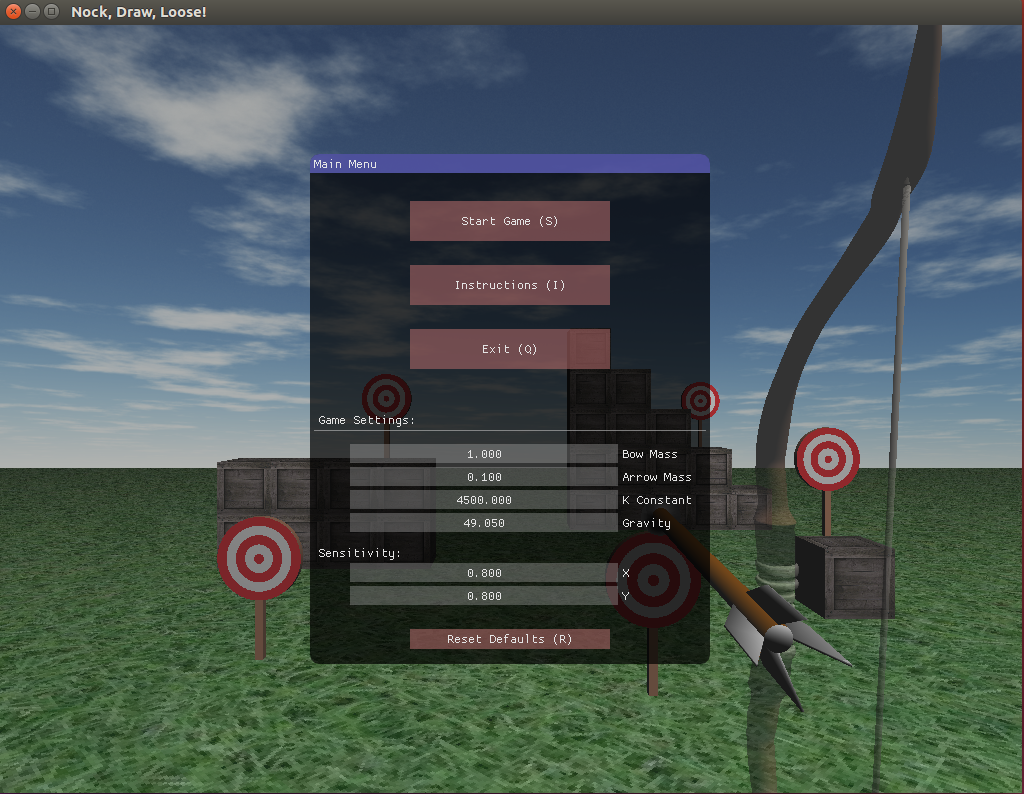 Nock, Draw, Loose!
Main Menu
Start Game (S)
Instructions (I)
Exit (Q)
Game Settings:
1.000 Bow Mass
0.100 Arrow Mass
4500.000 K Constant
49.050 Gravity
Sensitivity:
0.800 X
0.800 Y
Reset Defaults (R)